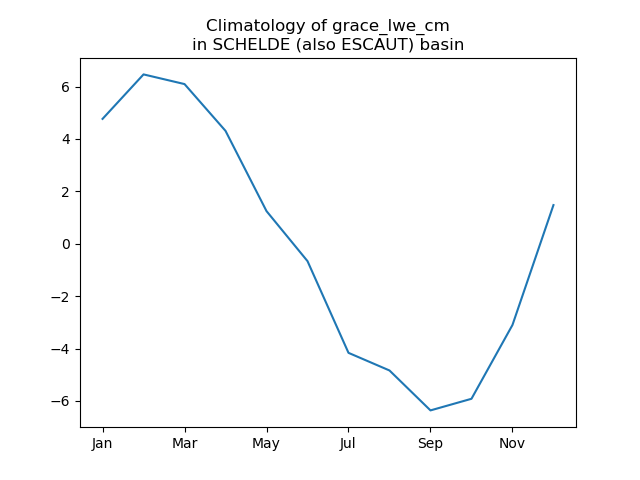 Climatology of grace_lwe_cm
in SCHELDE (also ESCAUT) basin
6
4
2
0
−2
−4
−6
Jan Mar May Jul Sep Nov